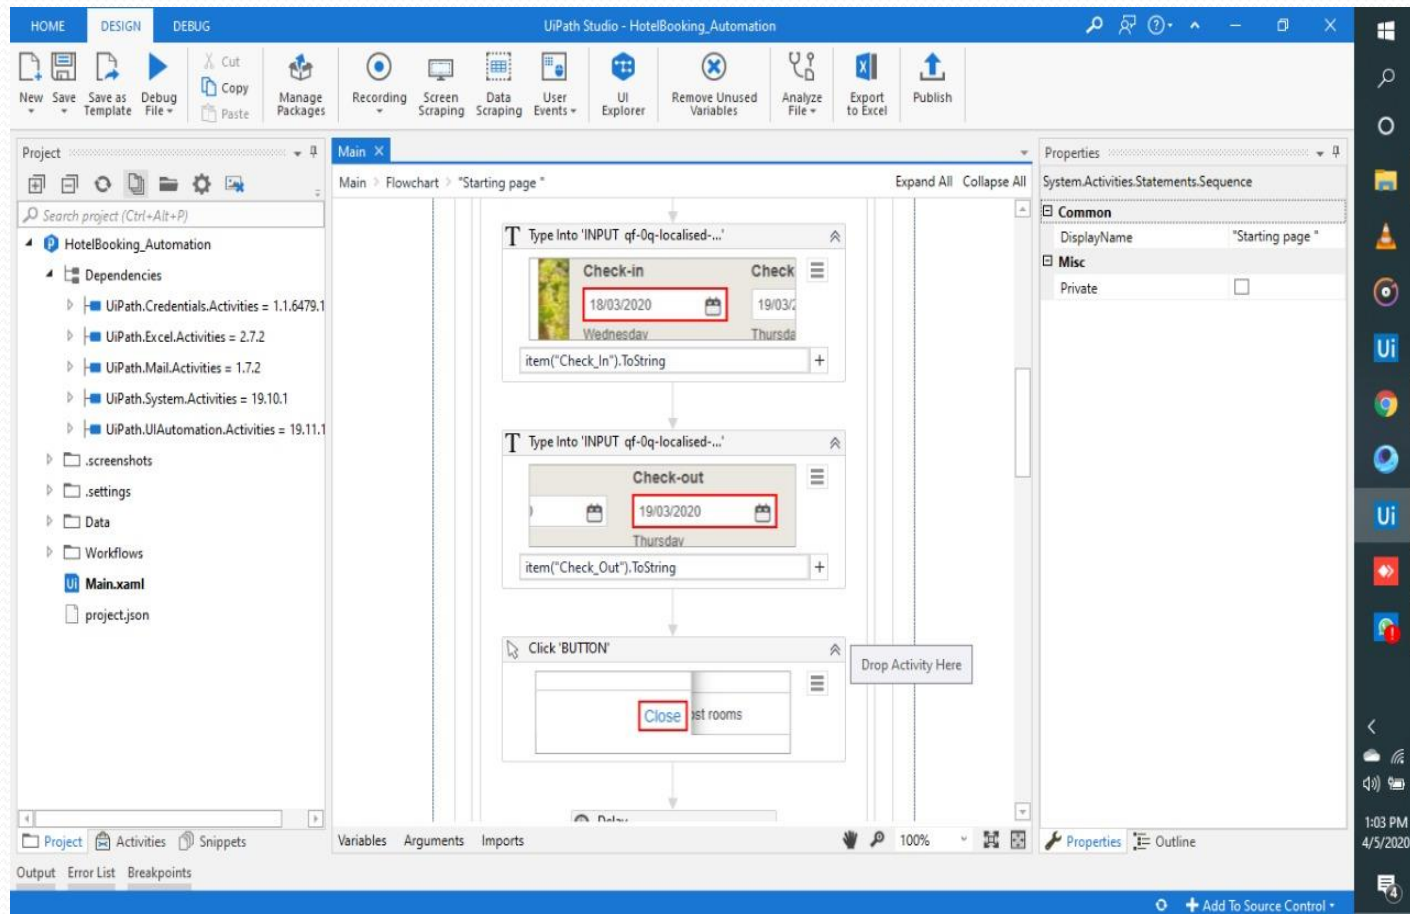 HOME DESIGN DEBUG UiPath Studio - HotelBooking_Automation
New Save Save as Template Debug File Cut Copy Paste Manage Packages Recording Screen Scraping Data Scraping User Events UI Explorer Remove Unused Variables Analyze File Export to Excel Publish
Project
Search project (Ctrl+Alt+P)
HotelBooking_Automation
Dependencies
UiPath.Credentials.Activities = 1.1.6479.1
UiPath.Excel.Activities = 2.7.2
UiPath.Mail.Activities = 1.7.2
UiPath.System.Activities = 19.10.1
UiPath.UIAutomation.Activities = 19.11.1
.screenshots
.settings
Data
Workflows
Main.xaml
project.json
Project Activities Snippets
Output Error List Breakpoints
Main
Main > Flowchart > "Starting page " Expand All Collapse All
Type Into 'INPUT qf-0q-localised-...'
Check-in Check
18/03/2020 19/03/2
Wednesday Thursda
item("Check_In").ToString +
Type Into 'INPUT qf-0q-localised-...'
Check-out
19/03/2020
Thursday
item("Check_Out").ToString +
Click 'BUTTON'
Drop Activity Here
Close ost rooms
Delay
Variables Arguments Imports 100%
Properties
System.Activities.Statements.Sequence
Common
DisplayName "Starting page "
Misc
Private
Properties Outline
Add To Source Control
Ui
Ui
1:03 PM
4/5/2020
4